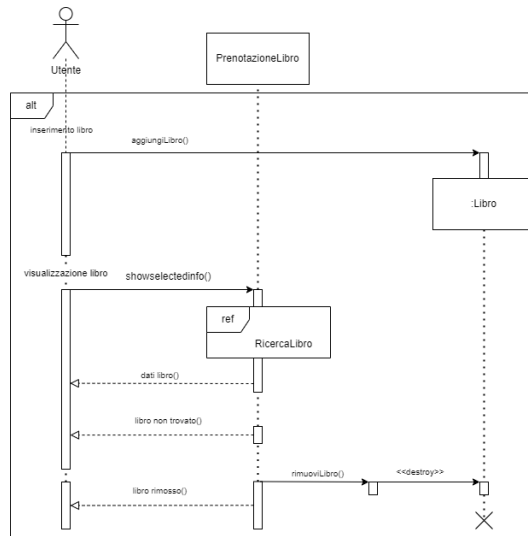 Utente
PrenotazioneLibro
alt
inserimento libro
aggiungiLibro()
:Libro
visualizzazione libro
showselectedinfo()
ref
RicercaLibro
dati libro()
libro non trovato()
rimuoviLibro()
<<destroy>>
libro rimosso()